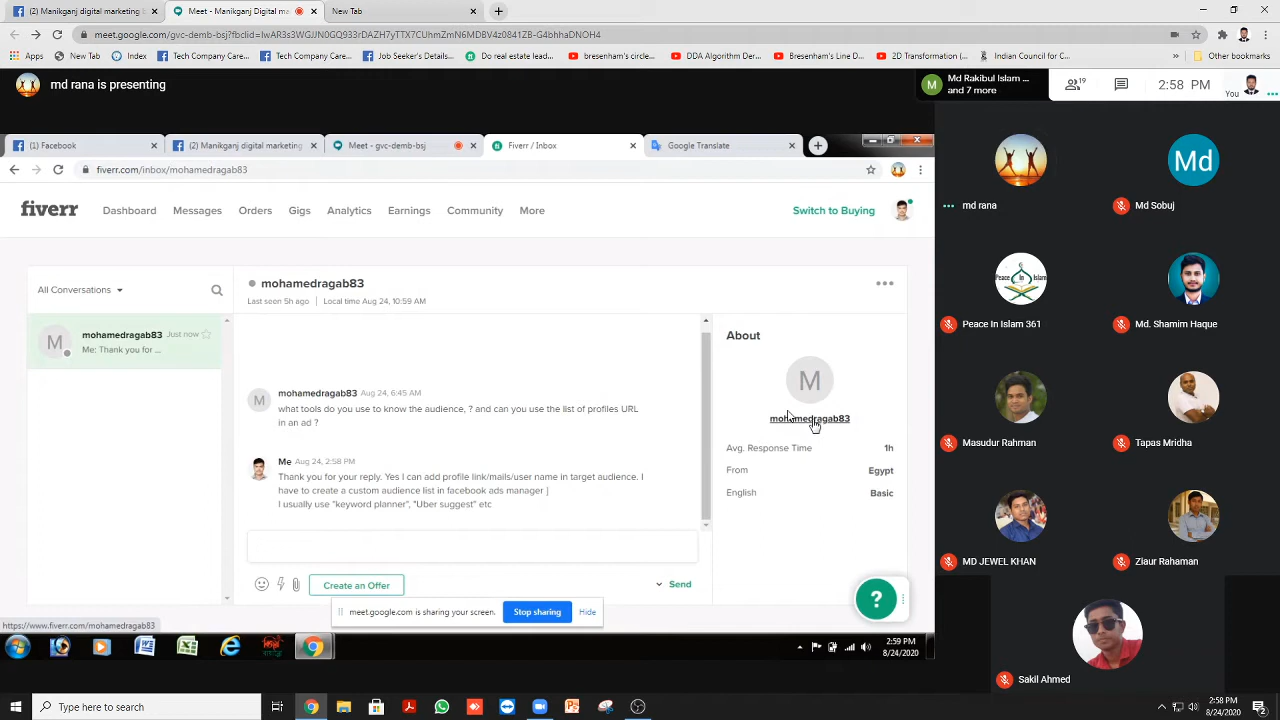 (2) Manikganj digital marketing
Meet - Manikganj Digital ma
New Tab
meet.google.com/gvc-demb-bsj?fbclid=IwAR3s3WGJJN0GQ933rDAZH7yTTX7CUhmZmN6MDBV0z841ZB-G4bhhaDNOH4
Apps
YouTube
Tab
Index
Tech Company Care...
Tech Company Care...
Job Seeker's Details...
Do real estate lead...
bresenham's circle...
DDA Algorithm Der...
Bresenham's Line D...
2D Transformation...
Indian Council for C...
»
Other bookmarks
md rana is presenting
Md Rakibul Islam ...
and 7 more
19
2:58 PM
You
(1) Facebook
(2) Manikganj digital marketing
Meet - gvc-demb-bsj
Fiverr / Inbox
Google Translate
fiverr.com/inbox/mohamedragab83
fiverr
Dashboard
Messages
Orders
Gigs
Analytics
Earnings
Community
More
Switch to Buying
All Conversations
mohamedragab83
Last seen 5h ago
Local time Aug 24, 10:59 AM
M
mohamedragab83
Just now
Me: Thank you for ...
M
mohamedragab83 Aug 24, 6:45 AM
what tools do you use to know the audience, ? and can you use the list of profiles URL
in an ad ?
Me Aug 24, 2:58 PM
Thank you for your reply. Yes I can add profile link/mails/user name in target audience. I
have to create a custom audience list in facebook ads manager ]
I usually use "keyword planner", "Uber suggest" etc
Create an Offer
Send
About
M
mohamedragab83
Avg. Response Time 1h
From Egypt
English Basic
?
meet.google.com is sharing your screen.
Stop sharing
Hide
https://www.fiverr.com/mohamedragab83
2:59 PM
8/24/2020
md rana
Md
Md Sobuj
Peace In Islam
Peace In Islam 361
Md. Shamim Haque
Masudur Rahman
Tapas Mridha
MD JEWEL KHAN
Ziaur Rahaman
Sakil Ahmed
Type here to search
2:58 PM
8/24/2020
2